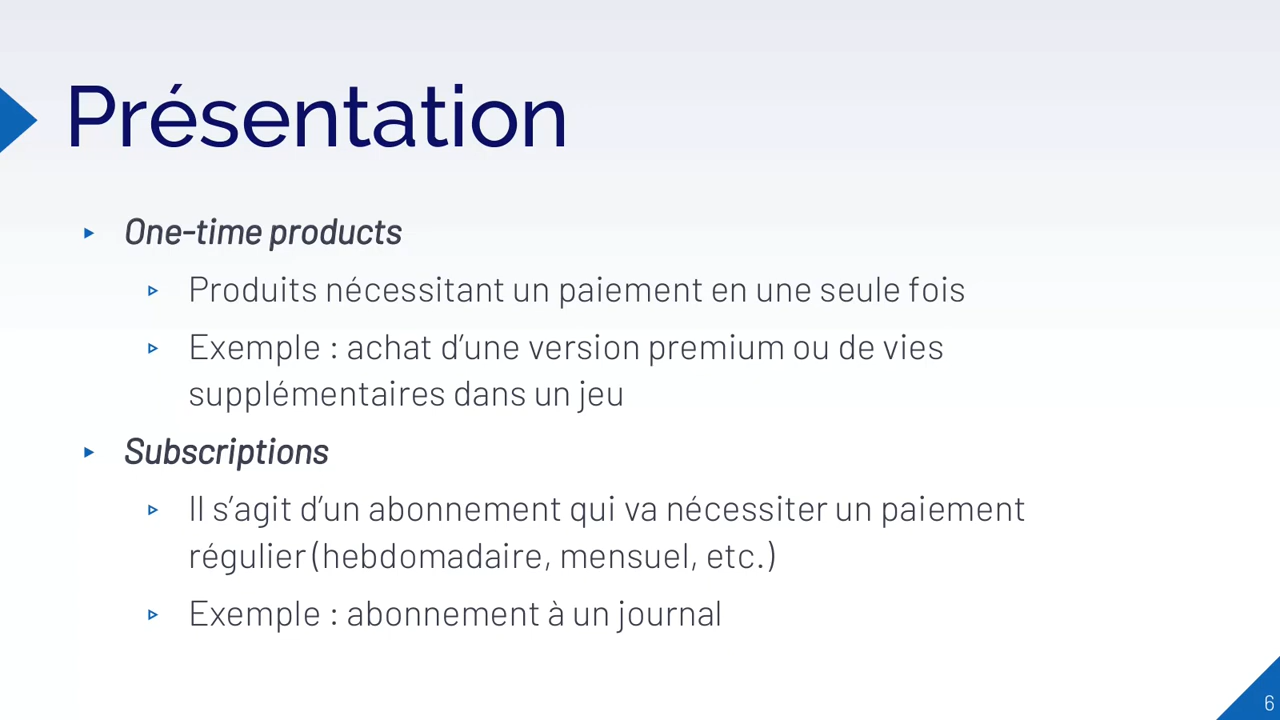 Présentation
One-time products
Produits nécessitant un paiement en une seule fois
Exemple : achat d’une version premium ou de vies
supplémentaires dans un jeu
Subscriptions
Il s’agit d’un abonnement qui va nécessiter un paiement
régulier (hebdomadaire, mensuel, etc.)
Exemple : abonnement à un journal
6